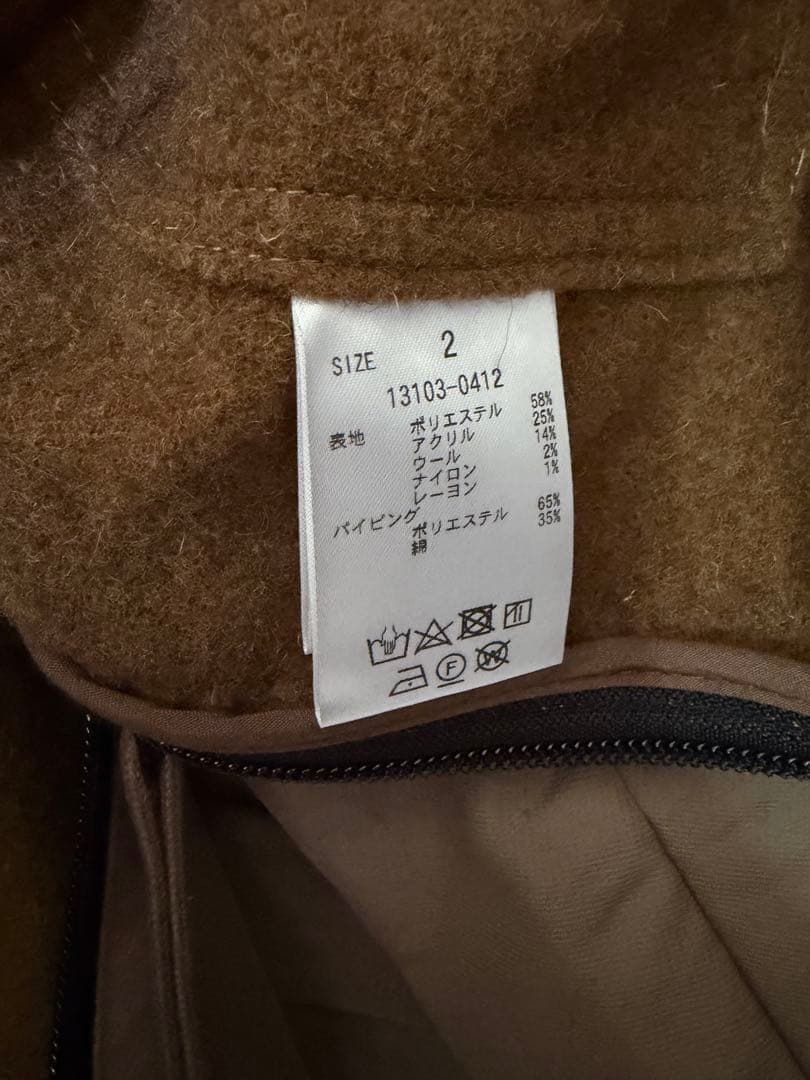 SIZE 2
13103-0412
表地 ポリエステル 58%
アクリル 25%
ウール 14%
ナイロン 2%
レーヨン 1%
パイピング ポリエステル 65%
綿 35%
F
W